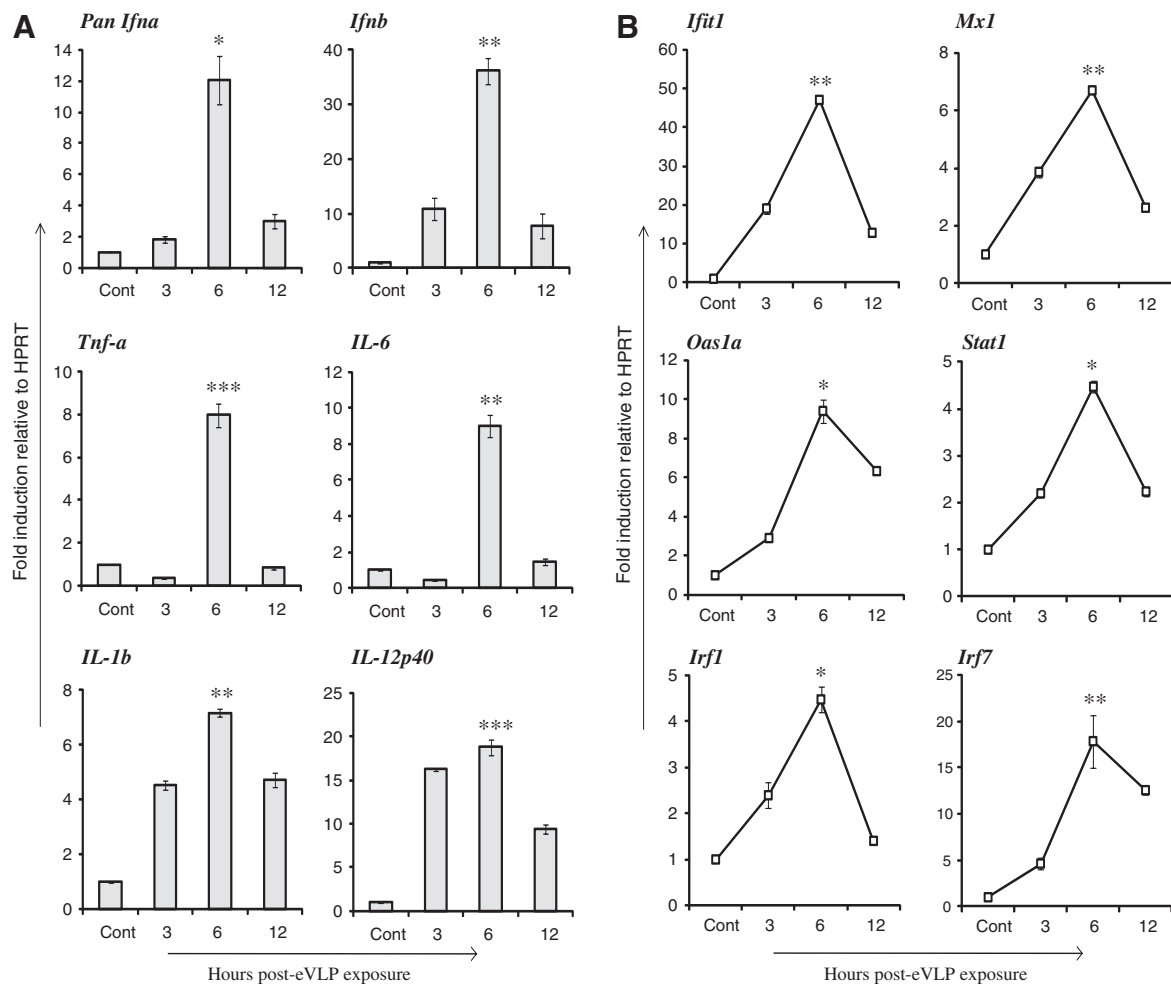 A
Pan Ifna
*
14
12
10
8
6
4
2
0
Cont 3 6 12
Ifnb
**
40
30
20
10
0
Cont 3 6 12
Tnf-a
***
10
8
6
4
2
0
Cont 3 6 12
IL-6
**
12
10
8
6
4
2
0
Cont 3 6 12
IL-1b
**
8
6
4
2
0
Cont 3 6 12
IL-12p40
***
25
20
15
10
5
0
Cont 3 6 12
Fold induction relative to HPRT
Hours post-eVLP exposure
B
Ifit1
**
60
50
40
30
20
10
0
Cont 3 6 12
Mx1
**
8
6
4
2
0
Cont 3 6 12
Oas1a
*
12
10
8
6
4
2
0
Cont 3 6 12
Stat1
*
5
4
3
2
1
0
Cont 3 6 12
Irf1
*
5
4
3
2
1
0
Cont 3 6 12
Irf7
**
25
20
15
10
5
0
Cont 3 6 12
Fold induction relative to HPRT
Hours post-eVLP exposure